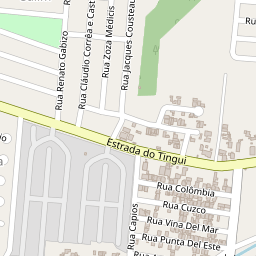 Rua Renato Gabizo
Rua Cláudio Corrêa e Cast
Rua Zoza Médicis
Rua Jacques Cousteau
Estrada do Tingui
Rua Colômbia
Rua Cuzco
Rua Vina Del Mar
Rua Punta Del Este
Rua Capios